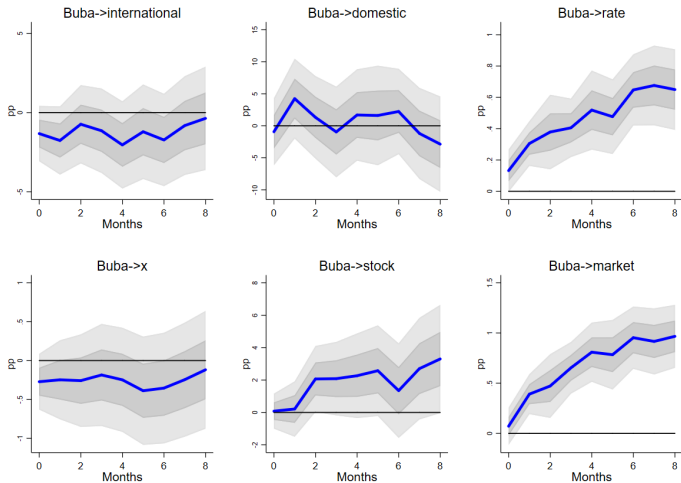 Buba->international
5
0
-5
pp
0 2 4 6 8
Months
Buba->domestic
15
10
5
0
-5
-10
pp
0 2 4 6 8
Months
Buba->rate
1
.8
.6
.4
.2
0
pp
0 2 4 6 8
Months
Buba->x
1
.5
0
-.5
-1
pp
0 2 4 6 8
Months
Buba->stock
8
6
4
2
0
-2
pp
0 2 4 6 8
Months
Buba->market
1.5
1
.5
0
pp
0 2 4 6 8
Months